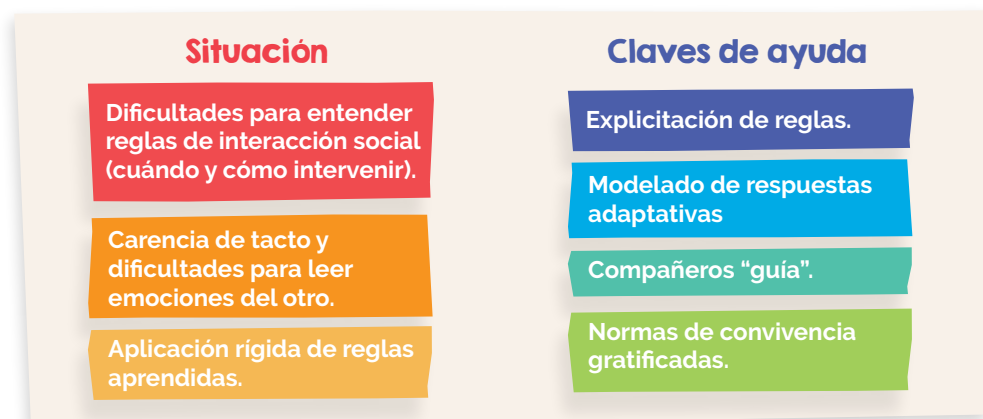 Situación
Dificultades para entender
reglas de interacción social
(cuándo y cómo intervenir).
Carencia de tacto y
dificultades para leer
emociones del otro.
Aplicación rígida de reglas
aprendidas.
Claves de ayuda
Explicitación de reglas.
Modelado de respuestas
adaptativas
Compañeros “guía”.
Normas de convivencia
gratificadas.